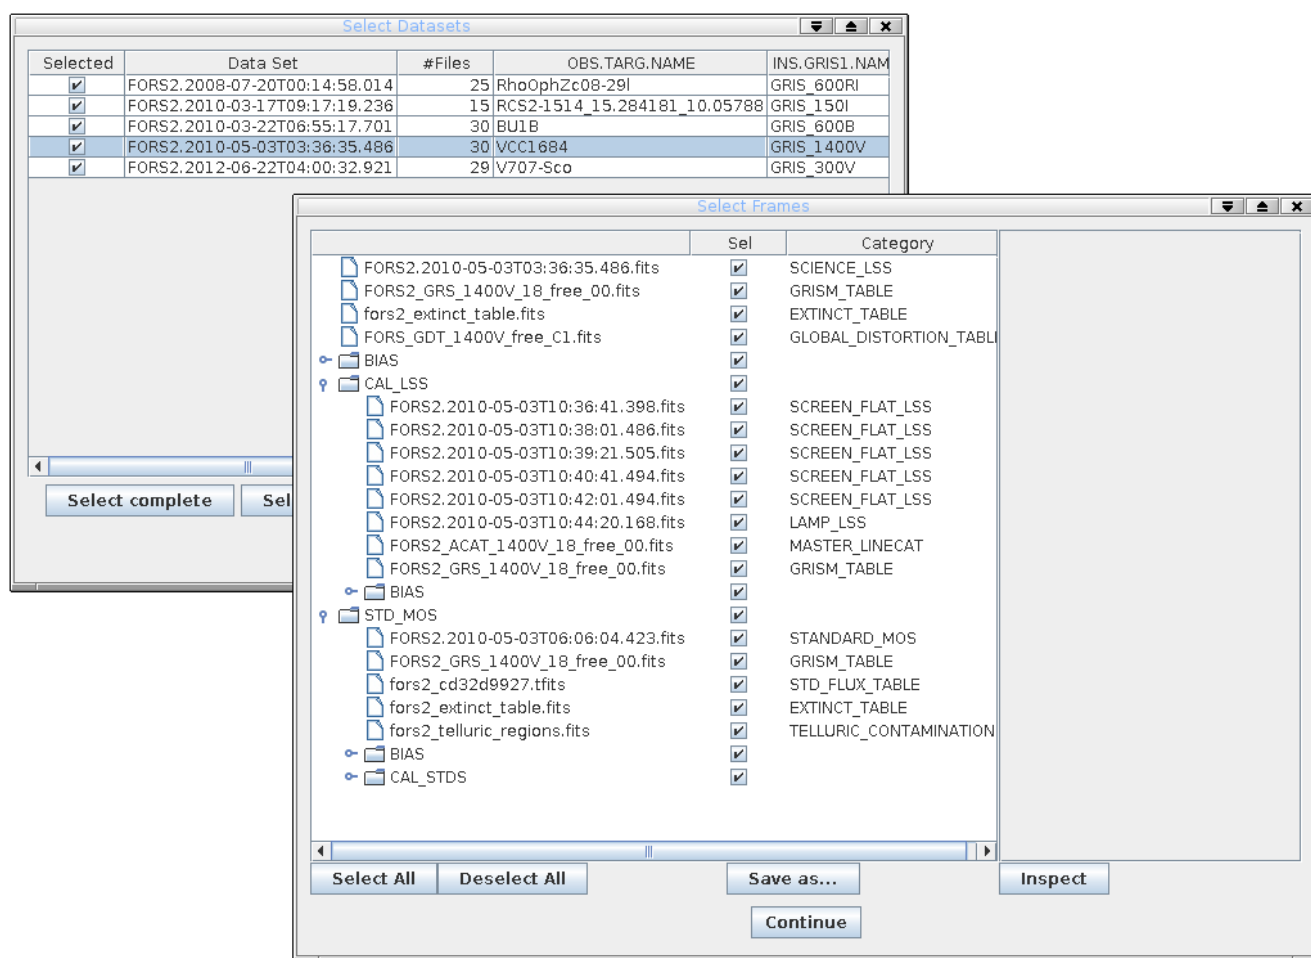 Select Datasets
Selected Data Set #Files OBS.TARG.NAME INS.GRIS1.NAM
FORS2.2008-07-20T00:14:58.014 25 RhoOphZc08-29l GRIS_600RI
FORS2.2010-03-17T09:17:19.236 15 RCS2-1514_15.284181_10.05788 GRIS_150I
FORS2.2010-03-22T06:55:17.701 30 BU1B GRIS_600B
FORS2.2010-05-03T03:36:35.486 30 VCC1684 GRIS_1400V
FORS2.2012-06-22T04:00:32.921 29 V707-Sco GRIS_300V
Select complete Sel
Select Frames
Sel Category
FORS2.2010-05-03T03:36:35.486.fits SCIENCE_LSS
FORS2_GRS_1400V_18_free_00.fits GRISM_TABLE
fors2_extinct_table.fits EXTINCT_TABLE
FORS_GDT_1400V_free_C1.fits GLOBAL_DISTORTION_TABL
BIAS
CAL_LSS
FORS2.2010-05-03T10:36:41.398.fits SCREEN_FLAT_LSS
FORS2.2010-05-03T10:38:01.486.fits SCREEN_FLAT_LSS
FORS2.2010-05-03T10:39:21.505.fits SCREEN_FLAT_LSS
FORS2.2010-05-03T10:40:41.494.fits SCREEN_FLAT_LSS
FORS2.2010-05-03T10:42:01.494.fits SCREEN_FLAT_LSS
FORS2.2010-05-03T10:44:20.168.fits LAMP_LSS
FORS2_ACAT_1400V_18_free_00.fits MASTER_LINECAT
FORS2_GRS_1400V_18_free_00.fits GRISM_TABLE
BIAS
STD_MOS
FORS2.2010-05-03T06:06:04.423.fits STANDARD_MOS
FORS2_GRS_1400V_18_free_00.fits GRISM_TABLE
fors2_cd32d9927.tfits STD_FLUX_TABLE
fors2_extinct_table.fits EXTINCT_TABLE
fors2_telluric_regions.fits TELLURIC_CONTAMINATION
BIAS
CAL_STDS
Select All Deselect All Save as... Inspect
Continue